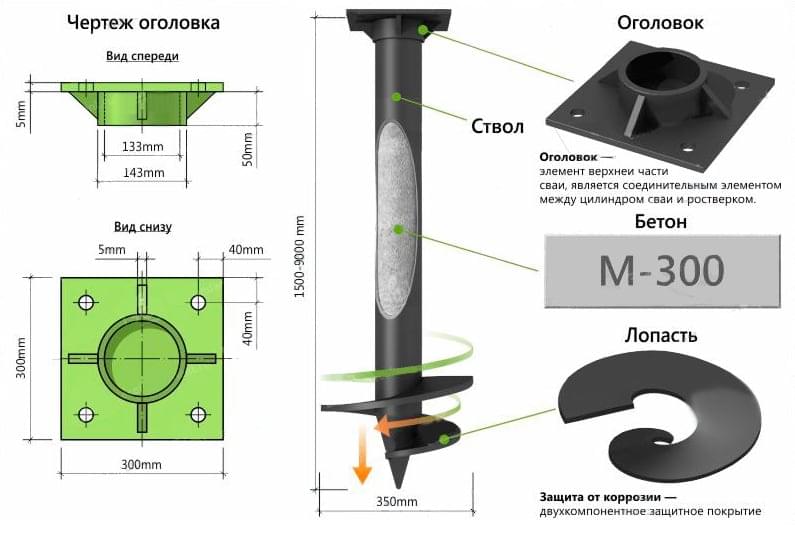 Чертеж оголовка
Вид спереди
5mm
50mm
133mm
143mm
Вид снизу
5mm
40mm
40mm
300mm
300mm
1500-9000 mm
Ствол
350mm
Оголовок
Оголовок —
элемент верхней части
сваи, является соединительным элементом
между цилиндром сваи и ростверком.
Бетон
М-300
Лопасть
Защита от коррозии —
двухкомпонентное защитное покрытие